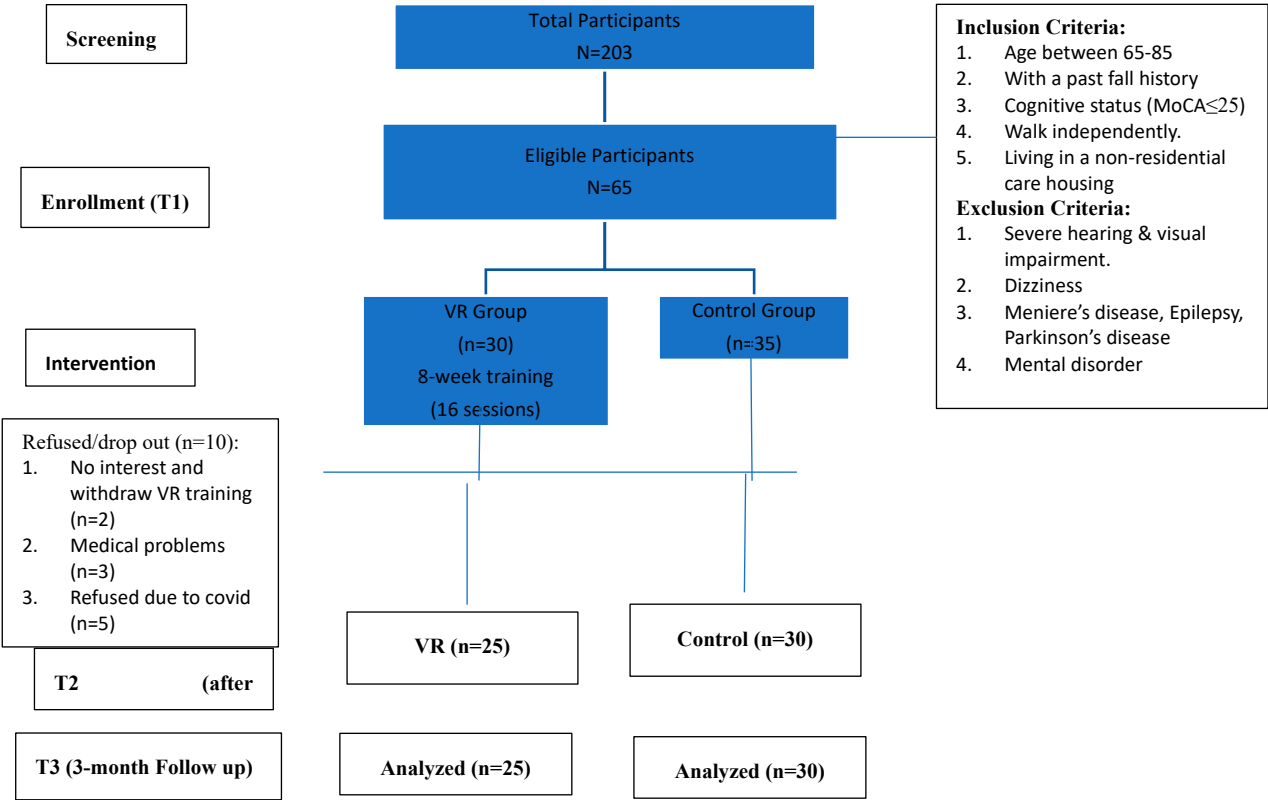 Screening
Total Participants
N=203
Inclusion Criteria:
1. Age between 65-85
2. With a past fall history
3. Cognitive status (MoCA≤25)
4. Walk independently.
5. Living in a non-residential
care housing
Exclusion Criteria:
1. Severe hearing & visual
impairment.
2. Dizziness
3. Meniere’s disease, Epilepsy,
Parkinson’s disease
4. Mental disorder
Enrollment (T1)
Eligible Participants
N=65
Intervention
VR Group
(n=30)
8-week training
(16 sessions)
Control Group
(n=35)
Refused/drop out (n=10):
1. No interest and
withdraw VR training
(n=2)
2. Medical problems
(n=3)
3. Refused due to covid
(n=5)
VR (n=25)
Control (n=30)
T2 (after
T3 (3-month Follow up)
Analyzed (n=25)
Analyzed (n=30)